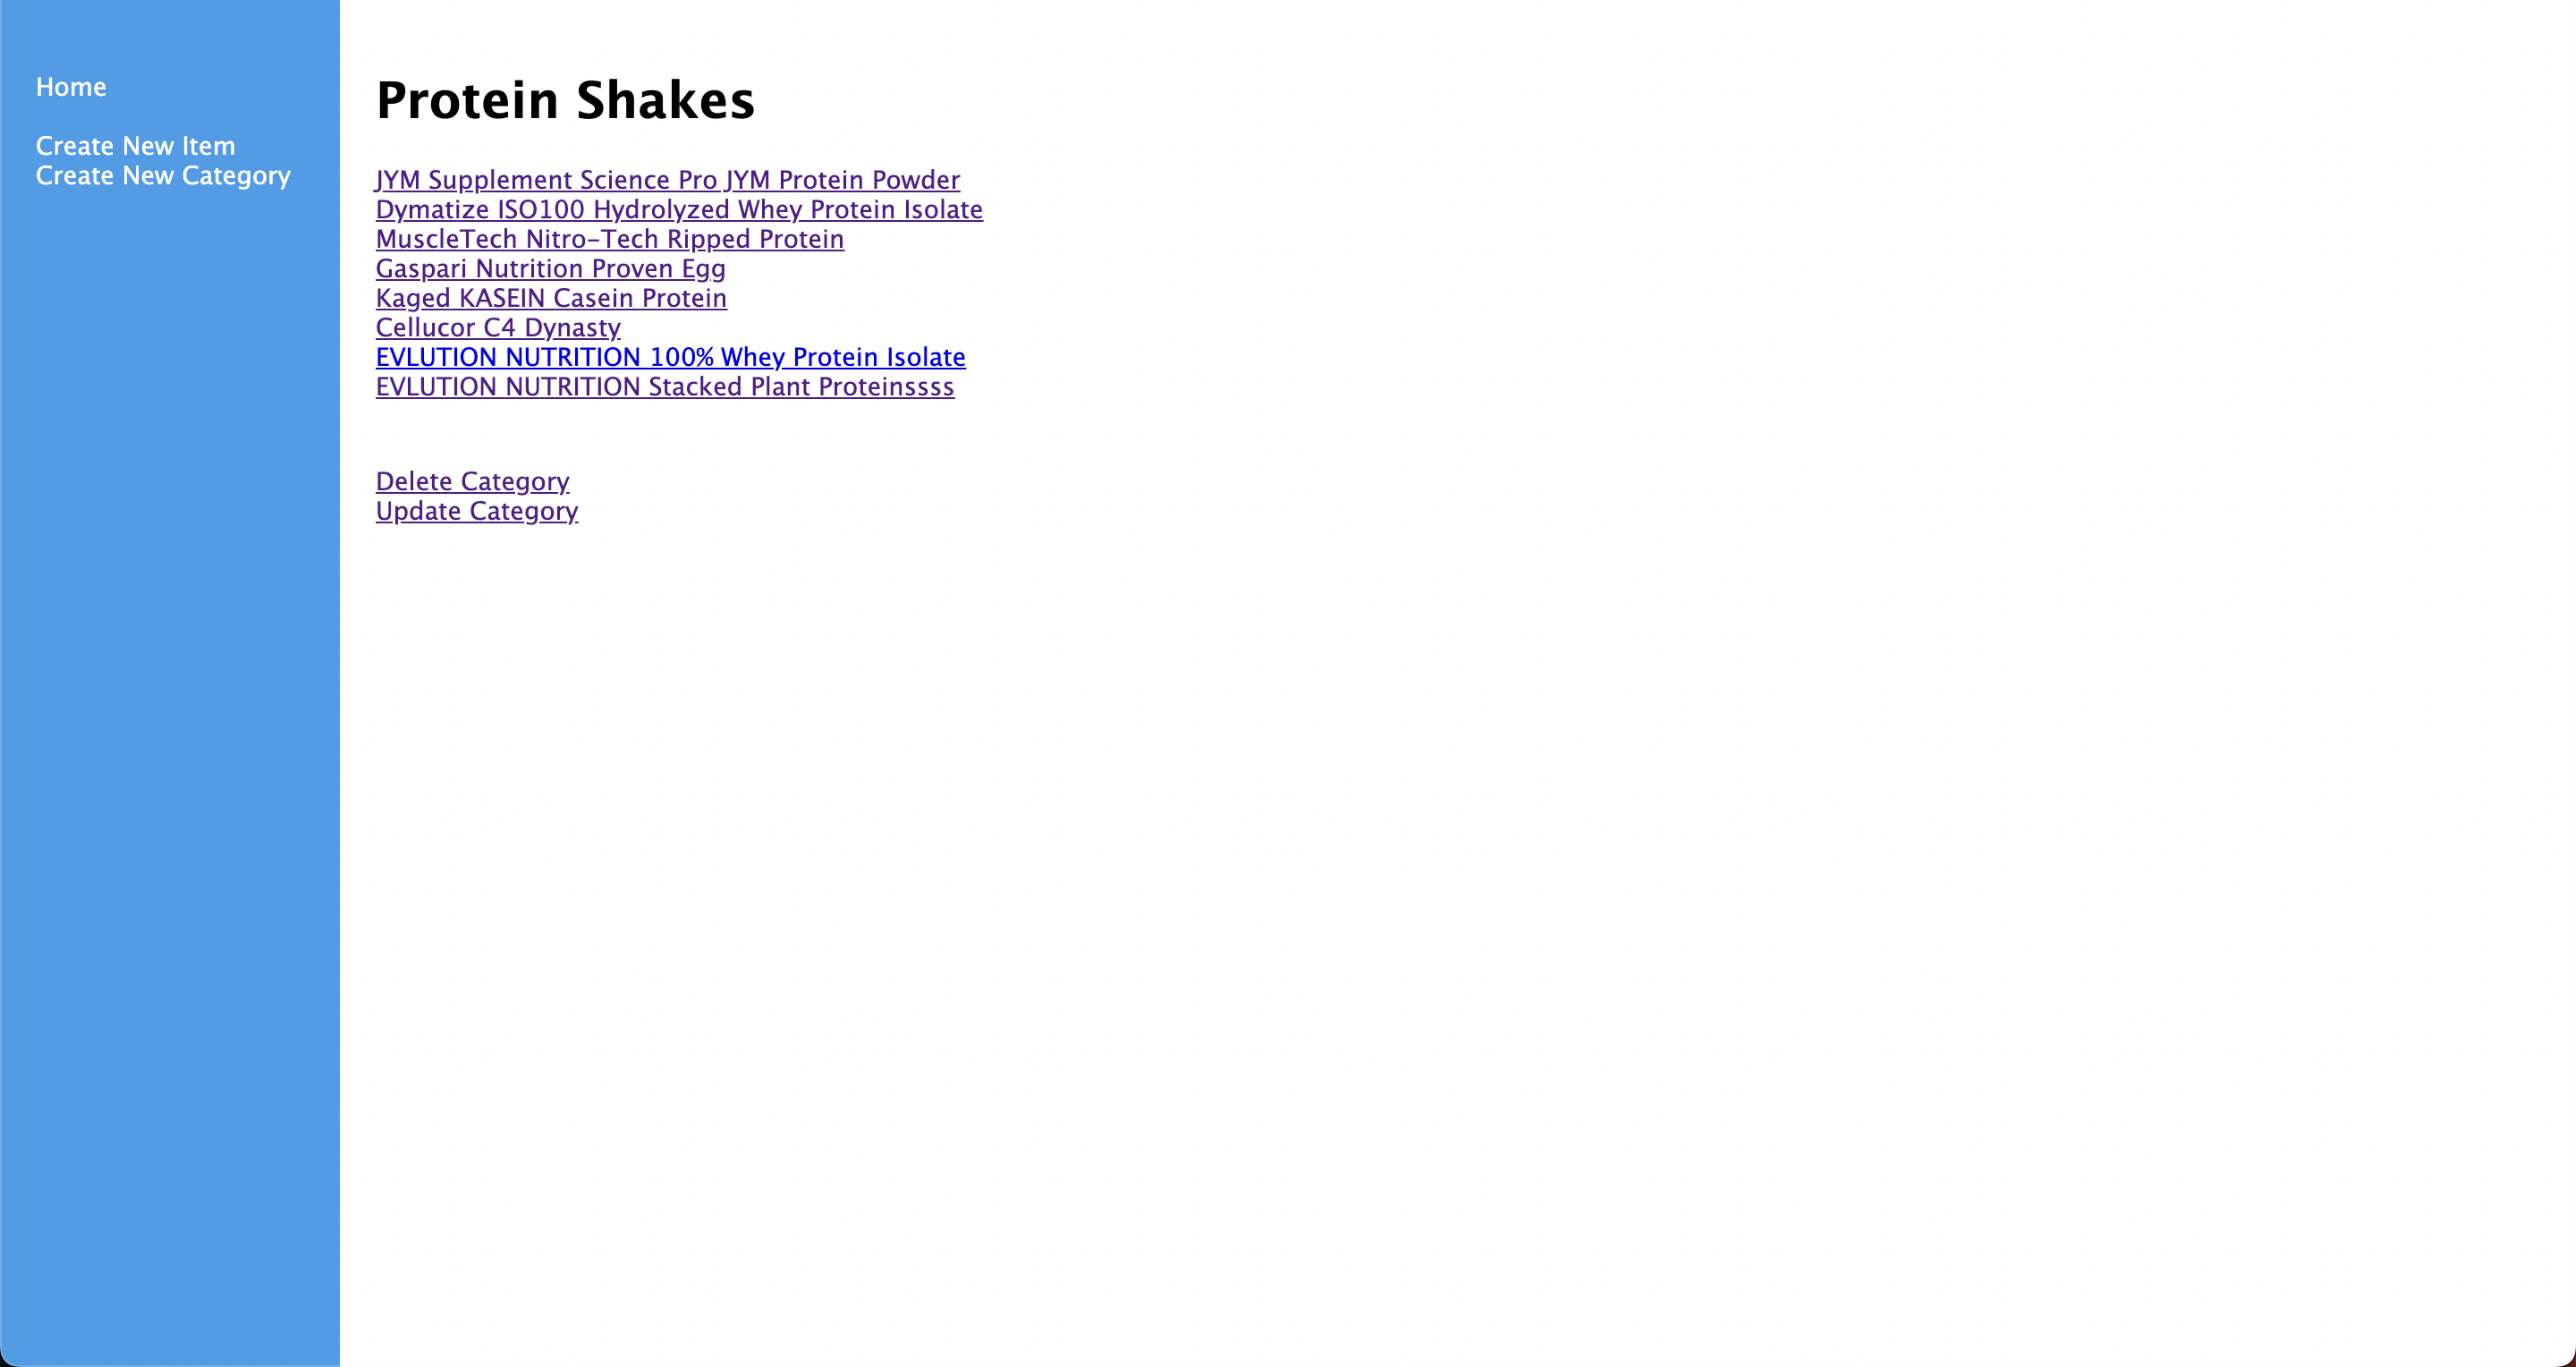 Home
Create New Item
Create New Category
Protein Shakes
JYM Supplement Science Pro JYM Protein Powder
Dymatize ISO100 Hydrolyzed Whey Protein Isolate
MuscleTech Nitro-Tech Ripped Protein
Gaspari Nutrition Proven Egg
Kaged KASEIN Casein Protein
Cellucor C4 Dynasty
EVLUTION NUTRITION 100% Whey Protein Isolate
EVLUTION NUTRITION Stacked Plant Proteinssss
Delete Category
Update Category